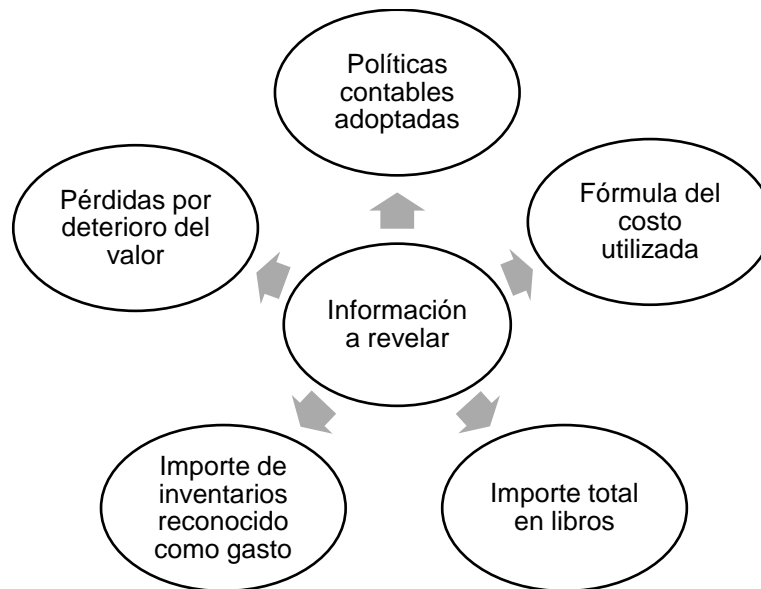 Políticas
contables
adoptadas
Fórmula del
costo
utilizada
Pérdidas por
deterioro del
valor
Información
a revelar
Importe de
inventarios
reconocido
como gasto
Importe total
en libros